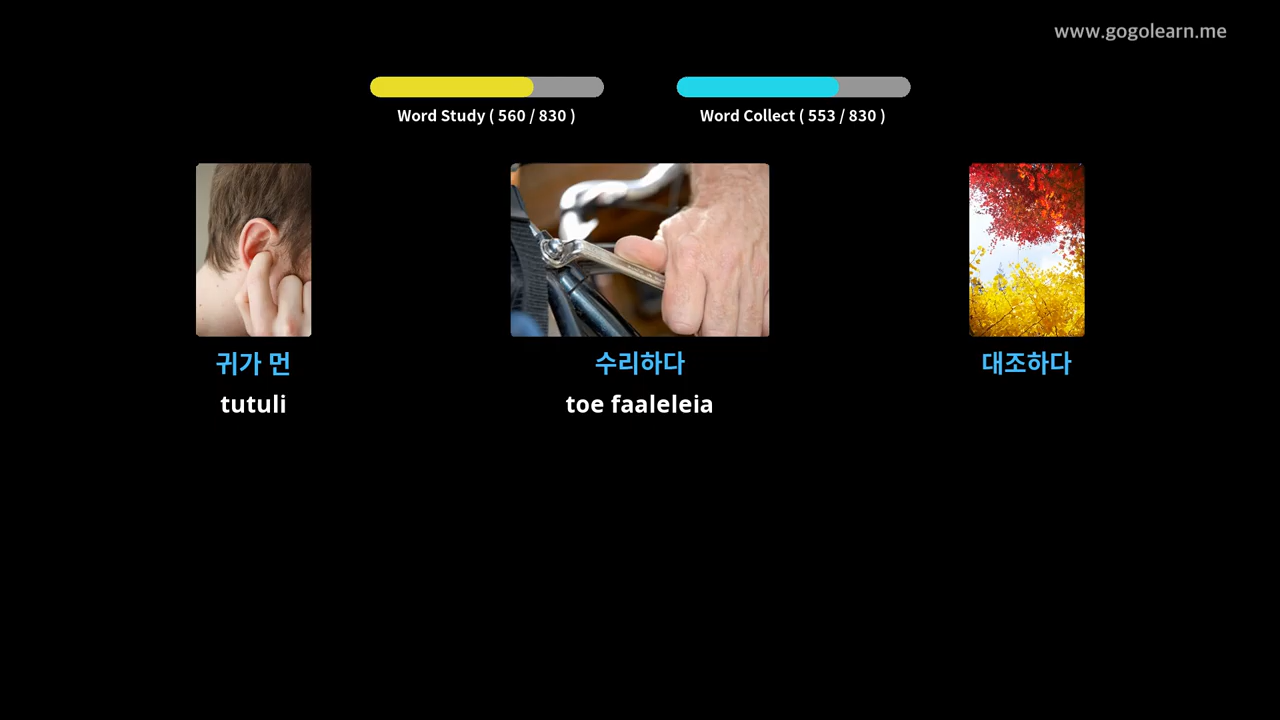 www.gogolearn.me
Word Study ( 560 / 830 )
Word Collect ( 553 / 830 )
귀가 먼
수리하다
대조하다
tutuli
toe faaleleia